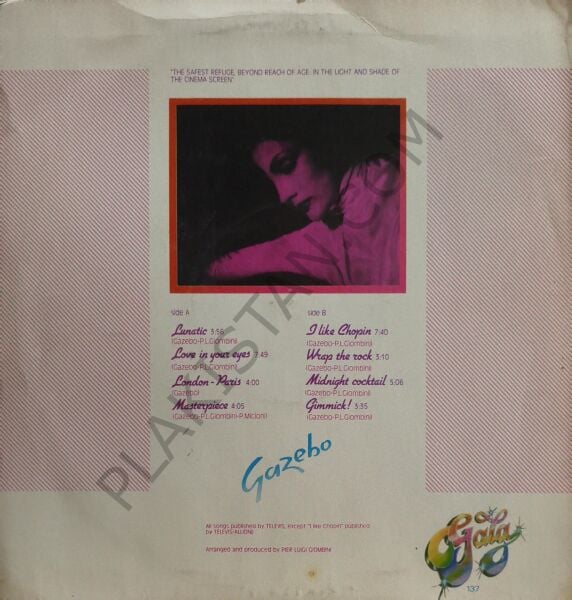 "THE SAFEST REFUGE, BEYOND REACH OF AGE: IN THE LIGHT AND SHADE OF
THE CINEMA SCREEN"
side A
Lunatic 3:56
(Gazebo-P.L.Giombini)
Love in your eyes 7:49
(Gazebo-P.L.Giombini)
London - Paris 4:00
(Gazebo)
Masterpiece 4:05
(Gazebo-P.L.Giombini-P.Micioni)
side B
I like Chopin 7:40
(Gazebo-P.L.Giombini)
Wrap the rock 3:10
(Gazebo-P.L.Giombini)
Midnight cocktail 5:06
(Gazebo-P.L.Giombini)
Gimmick! 3:35
(Gazebo-P.L.Giombini)
Gazebo
All songs published by TELEVIS, except "I like Chopin" published
by TELEVIS/ALLIONE
Arranged and produced by PIER LUIGI GIOMBINI
Gala
137
PLAKISTAN.COM